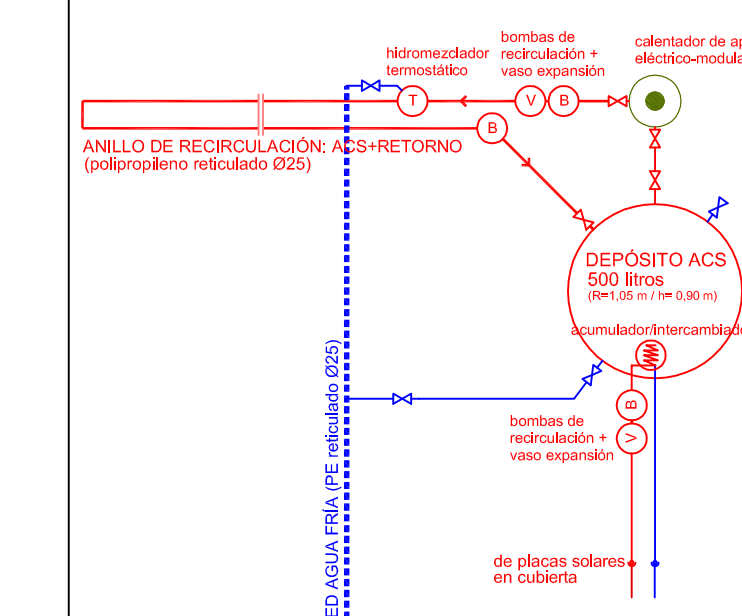 bombas de
recirculación +
vaso expansión
calentador de ap
eléctrico-modula
hidromezclador
termostático
T
V
B
B
ANILLO DE RECIRCULACIÓN: ACS+RETORNO
(polipropileno reticulado Ø25)
DEPÓSITO ACS
500 litros
(R=1,05 m / h= 0,90 m)
acumulador/intercambiado
B
V
bombas de
recirculación +
vaso expansión
ED AGUA FRÍA (PE reticulado Ø25)
de placas solares
en cubierta